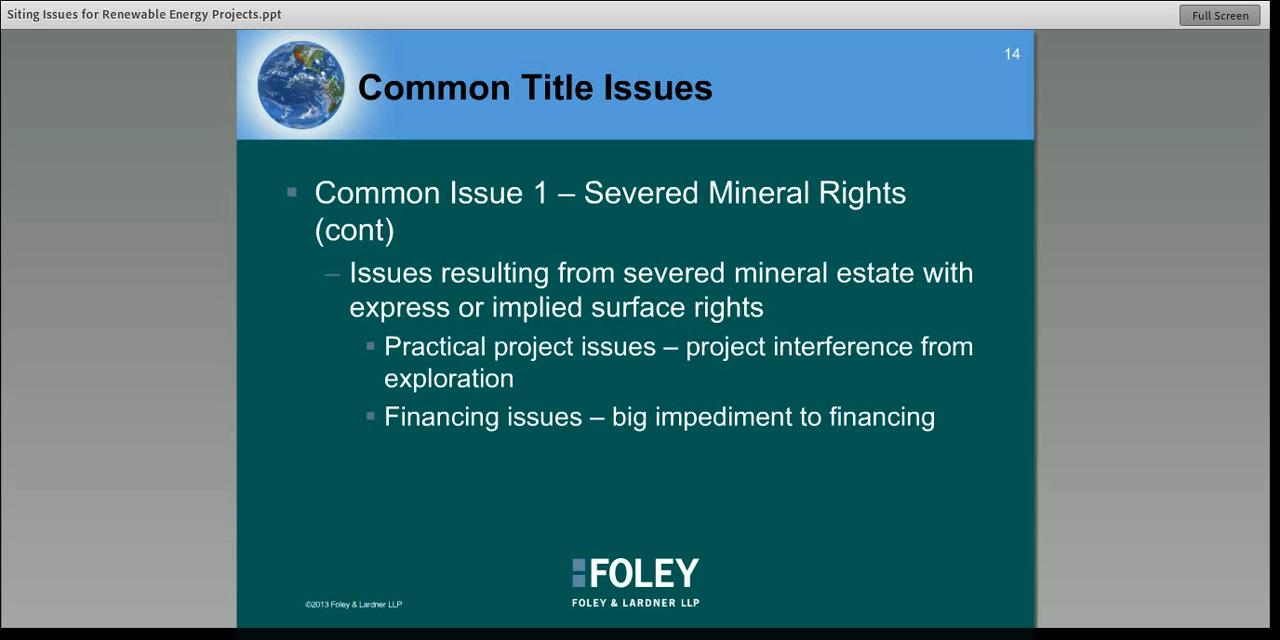 Siting Issues for Renewable Energy Projects.ppt
Full Screen
14
Common Title Issues
Common Issue 1 – Severed Mineral Rights
(cont)
– Issues resulting from severed mineral estate with
express or implied surface rights
Practical project issues – project interference from
exploration
Financing issues – big impediment to financing
FOLEY
FOLEY & LARDNER LLP
©2013 Foley & Lardner LLP